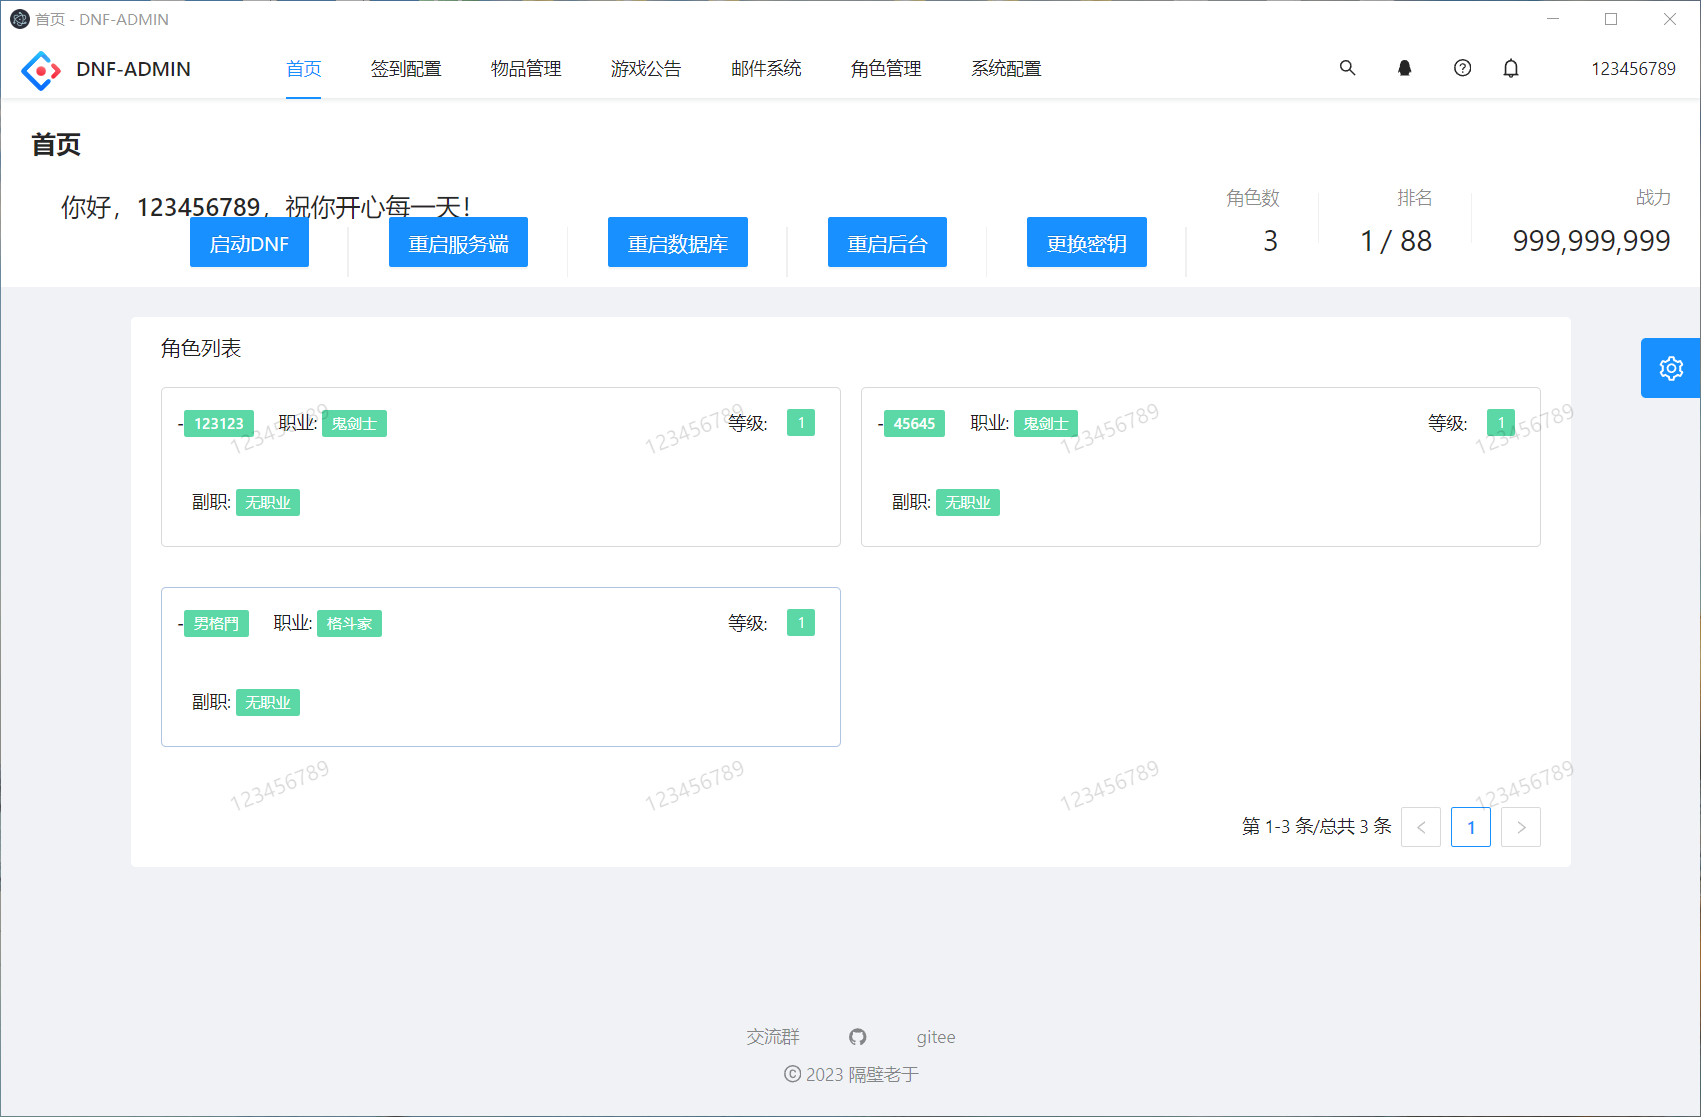 首页 - DNF-ADMIN
DNF-ADMIN 首页 签到配置 物品管理 游戏公告 邮件系统 角色管理 系统配置 123456789
首页
你好，123456789，祝你开心每一天！
启动DNF 重启服务端 重启数据库 重启后台 更换密钥
角色数 排名 战力
3 1 / 88 999,999,999
角色列表
-123123 职业: 鬼剑士 等级: 1
副职: 无职业
-45645 职业: 鬼剑士 等级: 1
副职: 无职业
-男格鬥 职业: 格斗家 等级: 1
副职: 无职业
123456789 123456789 123456789 123456789
123456789 123456789 123456789 123456789
第 1-3 条/总共 3 条 < 1 >
交流群 gitee
© 2023 隔壁老于